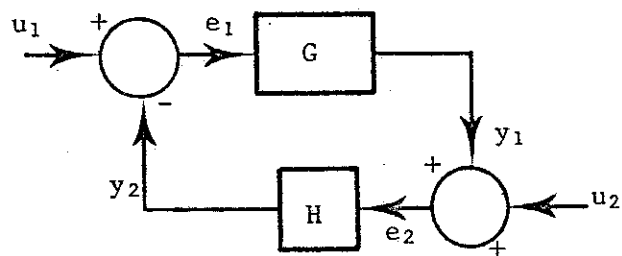 +
u₁
e₁
G
-
y₁
+
y₂
H
e₂
u₂
+